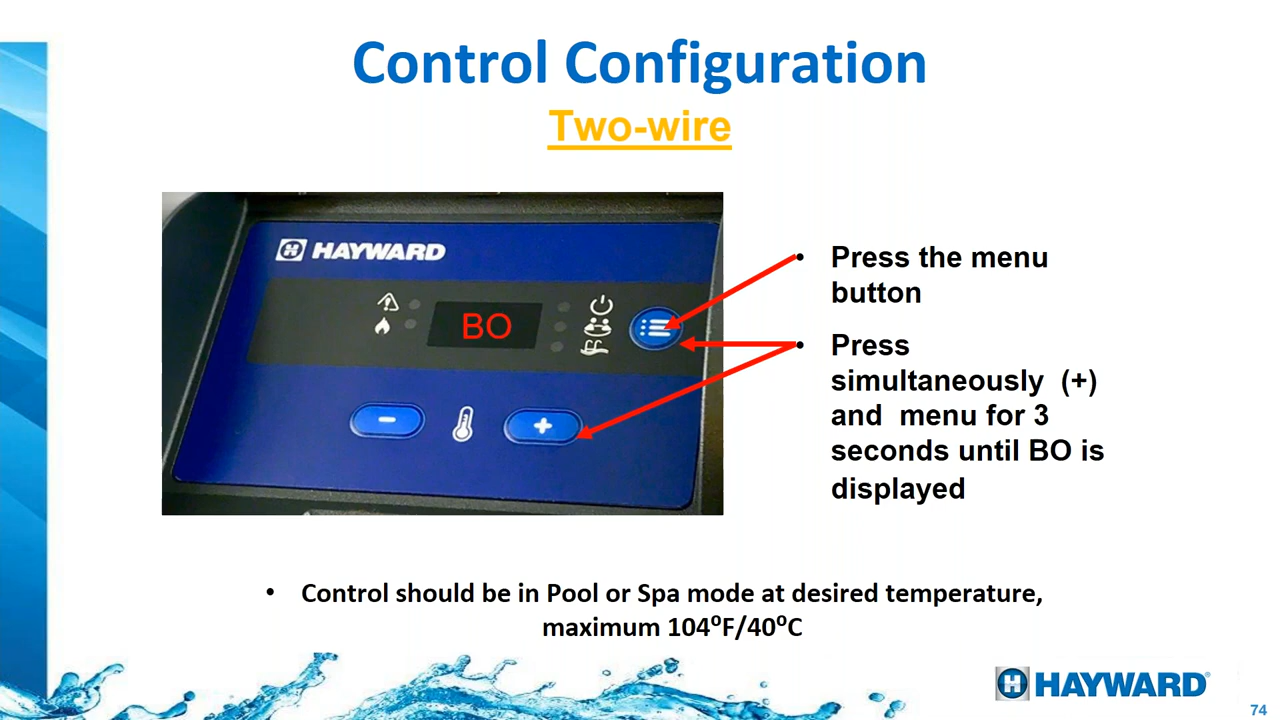 Control Configuration
Two-wire
HAYWARD
BO
• Press the menu
button
• Press
simultaneously (+)
and menu for 3
seconds until BO is
displayed
• Control should be in Pool or Spa mode at desired temperature,
maximum 104⁰F/40⁰C
HAYWARD®
74